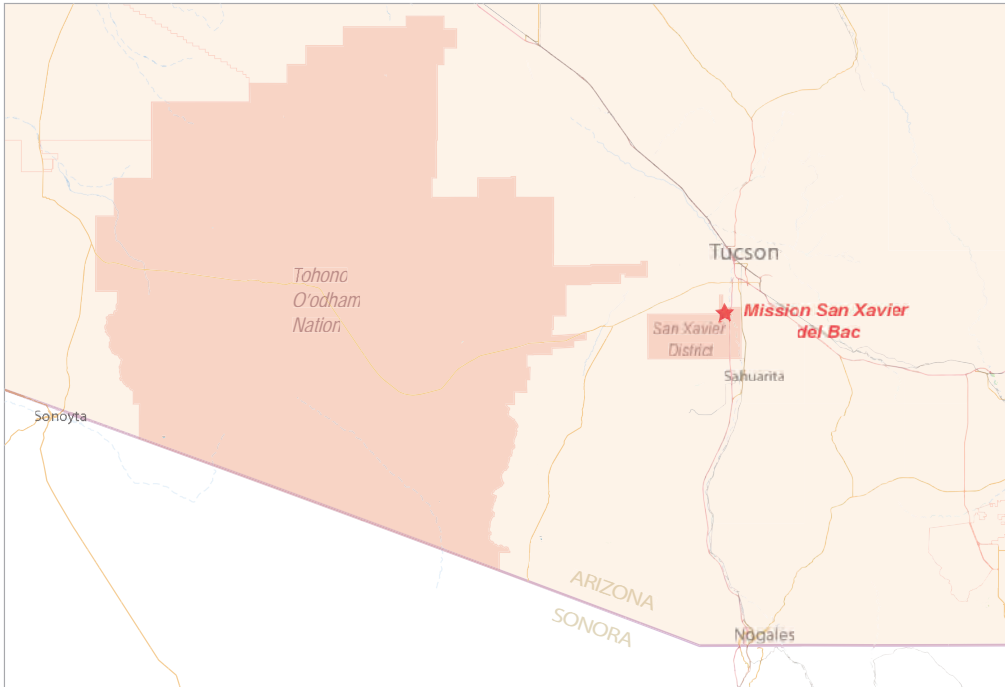 Tucson
Tohono
O'odham
Nation
Mission San Xavier
del Bac
San Xavier
District
Sahuarita
Sonoyta
ARIZONA
SONORA
Nogales